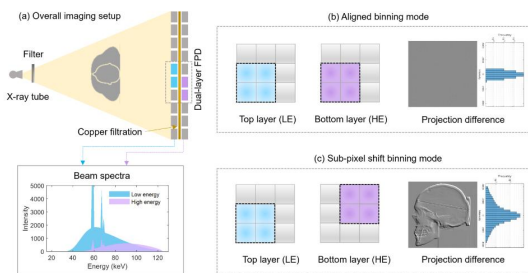 (a) Overall imaging setup
Filter
X-ray tube
Dual-layer FPD
Copper filtration
Beam spectra
Intensity
5000
4000
3000
2000
1000
0
Low energy
High energy
20
40
60
80
100
120
Energy (keV)
(b) Aligned binning mode
Top layer (LE)
Bottom layer (HE)
Projection difference
(c) Sub-pixel shift binning mode
Top layer (LE)
Bottom layer (HE)
Projection difference